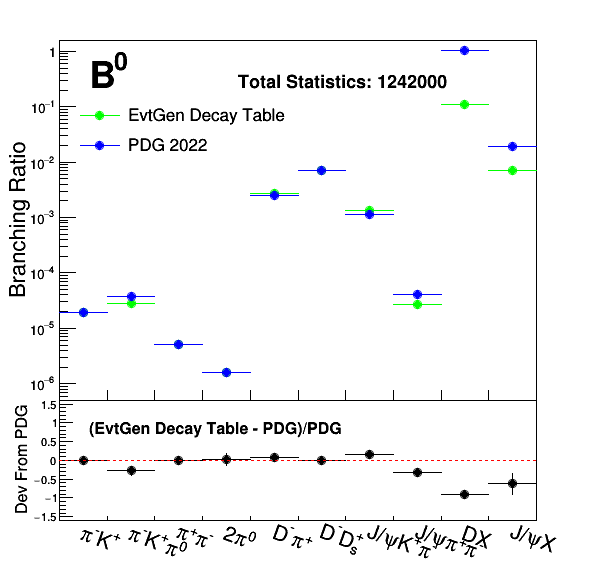 B⁰
Total Statistics: 1242000
EvtGen Decay Table
PDG 2022
Branching Ratio
1
10⁻¹
10⁻²
10⁻³
10⁻⁴
10⁻⁵
10⁻⁶
(EvtGen Decay Table - PDG)/PDG
Dev From PDG
1.5
1
0.5
0
−0.5
−1
−1.5
π⁻K⁺
π⁻K⁺π⁰
π⁺π⁻
2π⁰
D⁻π⁺
D⁻Dₛ⁺
J/ψK⁺π⁻
J/ψπ⁺π⁻
DX
J/ψX